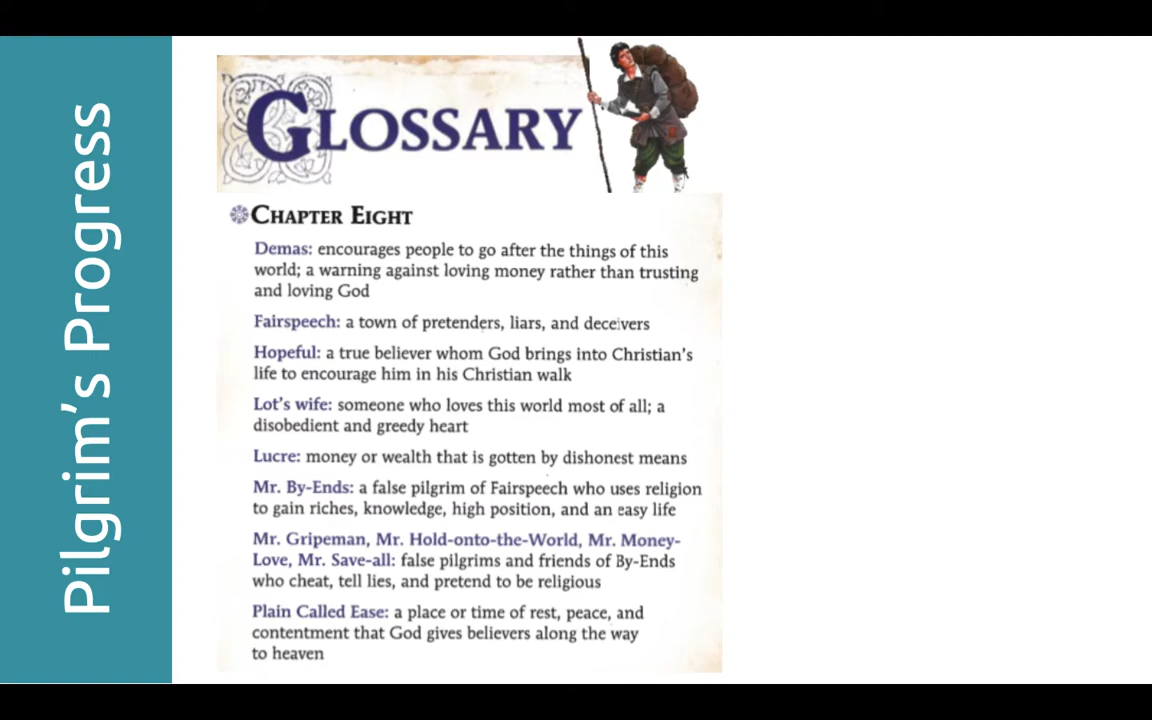 Pilgrim's Progress
GLOSSARY
CHAPTER EIGHT
Demas: encourages people to go after the things of this
world; a warning against loving money rather than trusting
and loving God
Fairspeech: a town of pretenders, liars, and deceivers
Hopeful: a true believer whom God brings into Christian's
life to encourage him in his Christian walk
Lot's wife: someone who loves this world most of all; a
disobedient and greedy heart
Lucre: money or wealth that is gotten by dishonest means
Mr. By-Ends: a false pilgrim of Fairspeech who uses religion
to gain riches, knowledge, high position, and an easy life
Mr. Gripeman, Mr. Hold-onto-the-World, Mr. Money-
Love, Mr. Save-all: false pilgrims and friends of By-Ends
who cheat, tell lies, and pretend to be religious
Plain Called Ease: a place or time of rest, peace, and
contentment that God gives believers along the way
to heaven